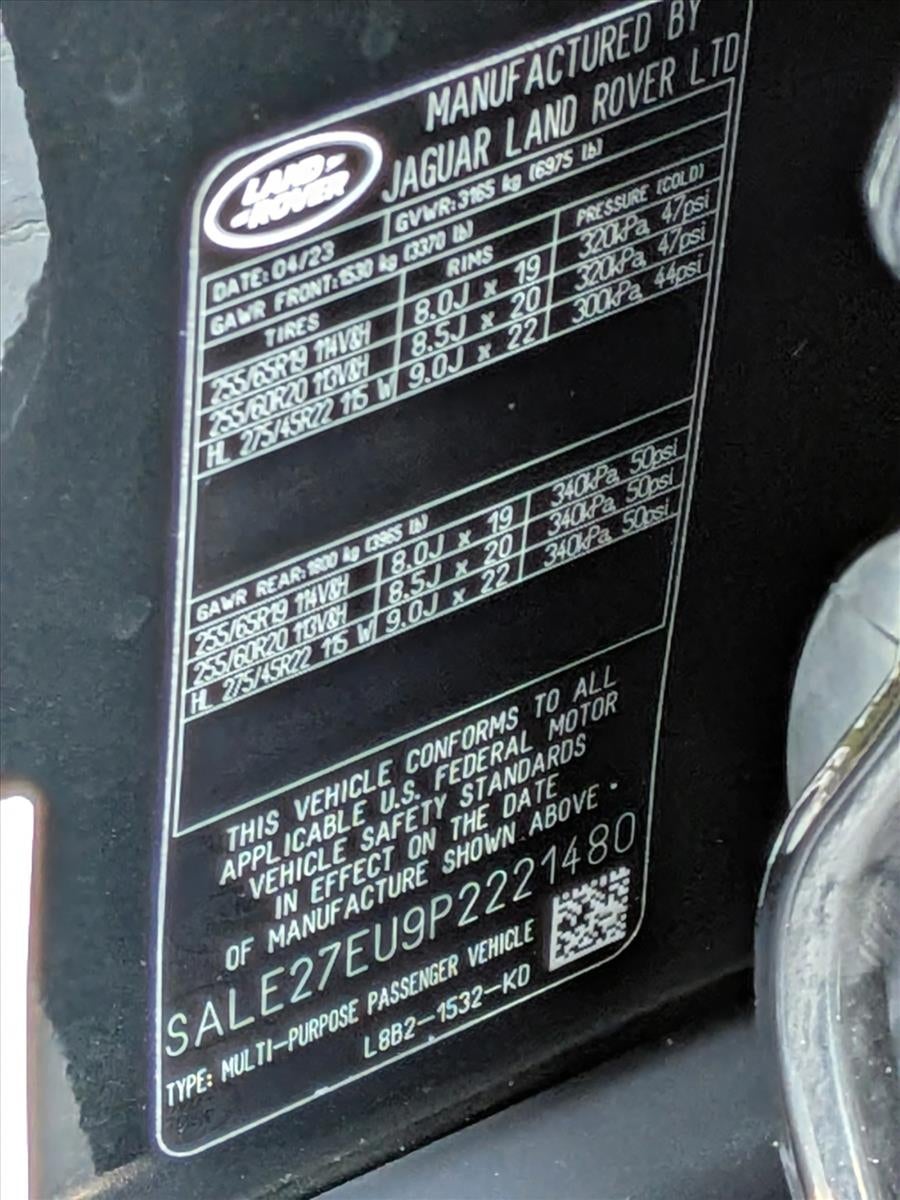 MANUFACTURED BY
JAGUAR LAND ROVER LTD
LAND-
-ROVER
DATE: 04/23 GVWR:3165 kg (6975 lb)
GAWR FRONT:1530 kg (3370 lb)
TIRES RIMS PRESSURE (COLD)
255/65R19 114V&H 8.0J x 19 320kPa, 47psi
255/60R20 113V&H 8.5J x 20 320kPa, 47psi
HL 275/45R22 115 W 9.0J x 22 300kPa, 44psi
GAWR REAR:1800 kg (3965 lb)
255/65R19 114V&H 8.0J x 19 340kPa, 50psi
255/60R20 113V&H 8.5J x 20 340kPa, 50psi
HL 275/45R22 115 W 9.0J x 22 340kPa, 50psi
THIS VEHICLE CONFORMS TO ALL
APPLICABLE U.S. FEDERAL MOTOR
VEHICLE SAFETY STANDARDS
IN EFFECT ON THE DATE
OF MANUFACTURE SHOWN ABOVE .
SALE27EU9P2221480
TYPE: MULTI-PURPOSE PASSENGER VEHICLE
L8B2-1532-KD